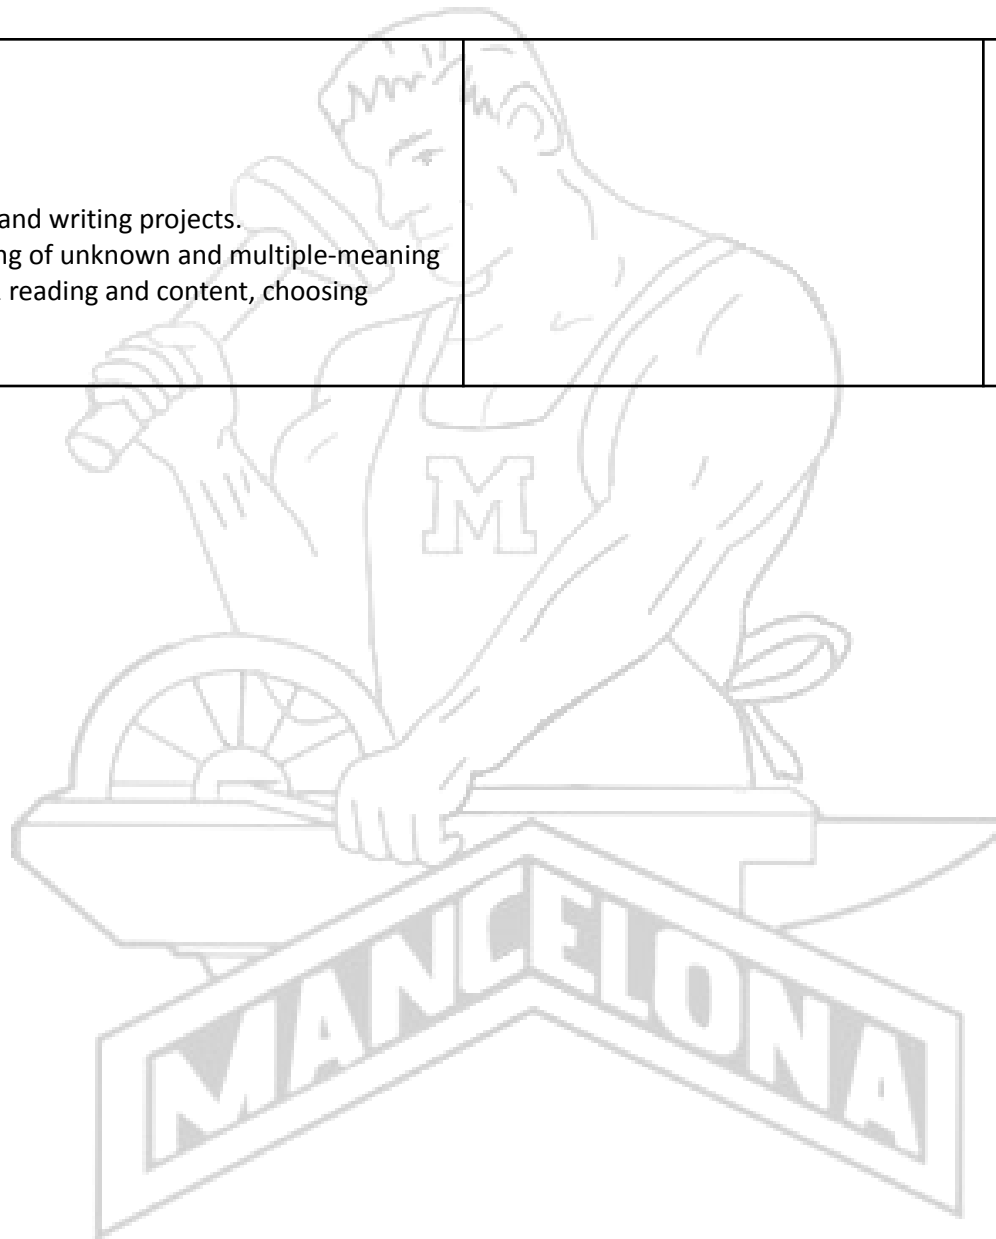 and writing projects.
ng of unknown and multiple-meaning
reading and content, choosing
M
MANCELONA